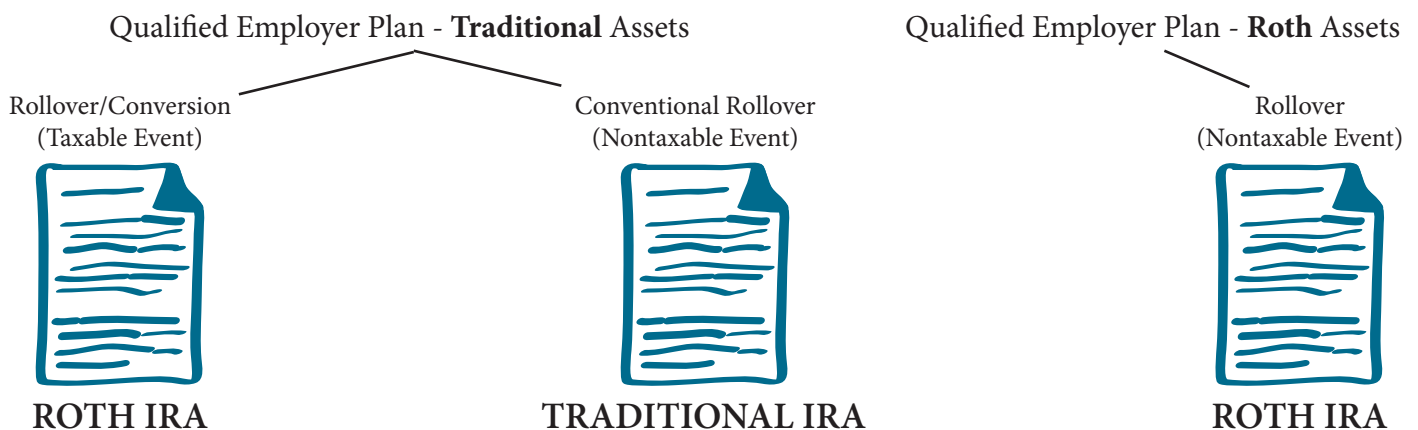 Qualified Employer Plan - Traditional Assets
Qualified Employer Plan - Roth Assets
Rollover/Conversion
(Taxable Event)
Conventional Rollover
(Nontaxable Event)
Rollover
(Nontaxable Event)
ROTH IRA
TRADITIONAL IRA
ROTH IRA